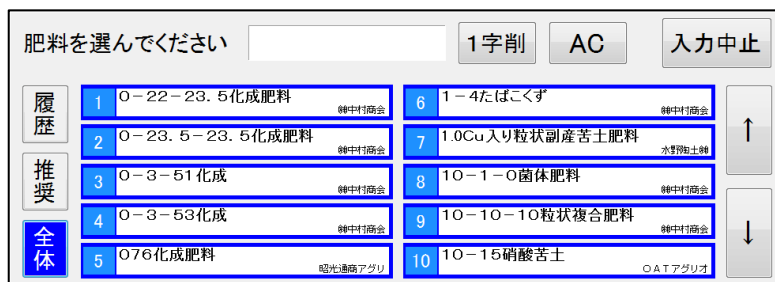 肥料を選んでください
1字削
AC
入力中止
履歴
推奨
全体
1
0-22-23.5化成肥料
㈱中村商会
2
0-23.5-23.5化成肥料
㈱中村商会
3
0-3-51化成
㈱中村商会
4
0-3-53化成
㈱中村商会
5
076化成肥料
昭光通商アグリ
6
1-4たばこくず
㈱中村商会
7
1.0Cu入り粒状副産苦土肥料
水野陶土㈱
8
10-1-0菌体肥料
㈱中村商会
9
10-10-10粒状複合肥料
㈱中村商会
10
10-15硝酸苦土
OATアグリオ
↑
↓